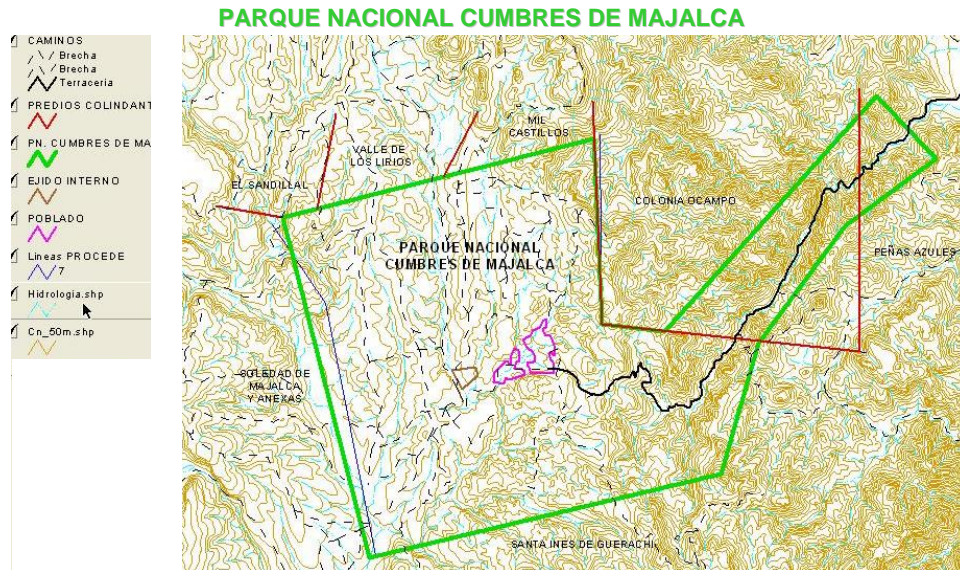 PARQUE NACIONAL CUMBRES DE MAJALCA
CAMINOS
Brecha
Brecha
Terraceria
PREDIOS COLINDANT
PN. CUMBRES DE MA
EJIDO INTERNO
POBLADO
Lineas PROCEDE
7
Hidrologia.shp
Cn_50m.shp
MIL
CASTILLOS
VALLE DE
LOS LIRIOS
EL SANDILLAL
COLONIA OCAMPO
PARQUE NACIONAL
CUMBRES DE MAJALCA
PEÑAS AZULES
SOLEDAD DE
MAJALCA
Y ANEXAS
SANTA INES DE GUERACHI